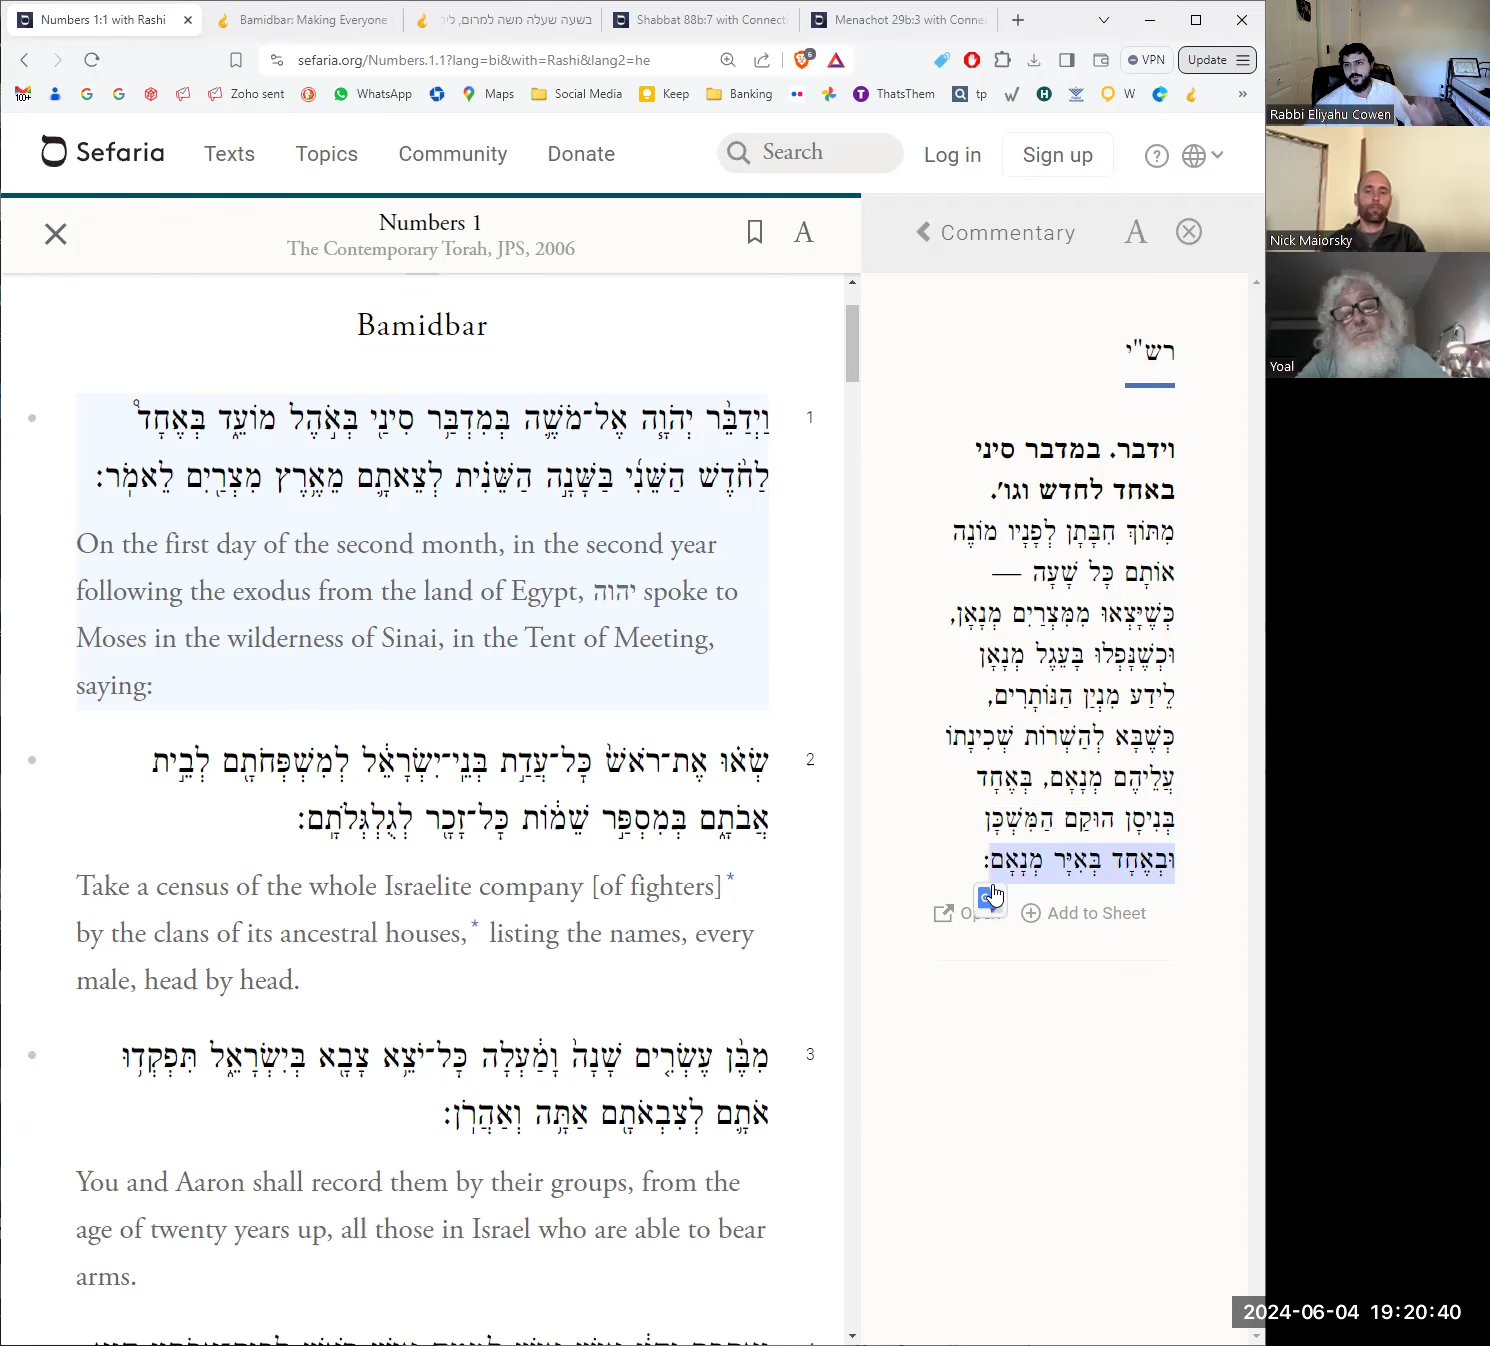 Numbers 1:1 with Rashi
Bamidbar: Making Everyone
בשעה שעלה משה למרום, ליכ
Shabbat 88b:7 with Connect
Menachot 29b:3 with Conne
sefaria.org/Numbers.1.1?lang=bi&with=Rashi&lang2=he
6
VPN
Update
100+
Zoho sent
WhatsApp
Maps
Social Media
Keep
Banking
ThatsThem
tp
W
»
Sefaria
Texts
Topics
Community
Donate
Search
Log in
Sign up
Numbers 1
The Contemporary Torah, JPS, 2006
A
Commentary
A
Bamidbar
1
וַיְדַבֵּ֨ר יְהֹוָ֧ה אֶל־מֹשֶׁ֛ה בְּמִדְבַּ֥ר סִינַ֖י בְּאֹ֣הֶל מוֹעֵ֑ד בְּאֶחָד֩
לַחֹ֨דֶשׁ הַשֵּׁנִ֜י בַּשָּׁנָ֣ה הַשֵּׁנִ֗ית לְצֵאתָ֛ם מֵאֶ֥רֶץ מִצְרַ֖יִם לֵאמֹֽר׃
On the first day of the second month, in the second year
following the exodus from the land of Egypt, יהוה spoke to
Moses in the wilderness of Sinai, in the Tent of Meeting,
saying:
2
שְׂא֗וּ אֶת־רֹאשׁ֙ כׇּל־עֲדַ֣ת בְּנֵֽי־יִשְׂרָאֵ֔ל לְמִשְׁפְּחֹתָ֖ם לְבֵ֣ית
אֲבֹתָ֑ם בְּמִסְפַּ֣ר שֵׁמ֔וֹת כׇּל־זָכָ֖ר לְגֻלְגְּלֹתָֽם׃
Take a census of the whole Israelite company [of fighters]*
by the clans of its ancestral houses,* listing the names, every
male, head by head.
3
מִבֶּ֨ן עֶשְׂרִ֤ים שָׁנָה֙ וָמַ֔עְלָה כׇּל־יֹצֵ֥א צָבָ֖א בְּיִשְׂרָאֵ֑ל תִּפְקְד֥וּ
אֹתָ֛ם לְצִבְאֹתָ֖ם אַתָּ֥ה וְאַהֲרֹֽן׃
You and Aaron shall record them by their groups, from the
age of twenty years up, all those in Israel who are able to bear
arms.
רש"י
וידבר. במדבר סיני
באחד לחדש וגו'.
מִתּוֹךְ חִבָּתָן לְפָנָיו מוֹנֶה
אוֹתָם כָּל שָׁעָה —
כְּשֶׁיָּצְאוּ מִמִּצְרַיִם מְנָאָן,
וּכְשֶׁנָּפְלוּ בָּעֵגֶל מְנָאָן
לֵידַע מִנְיַן הַנּוֹתָרִים,
כְּשֶׁבָּא לְהַשְׁרוֹת שְׁכִינָתוֹ
עֲלֵיהֶם מְנָאָם, בְּאֶחָד
בְּנִיסָן הוּקַם הַמִּשְׁכָּן
וּבְאֶחָד בְּאִיָּר מְנָאָם:
Add to Sheet
Rabbi Eliyahu Cowen
Nick Maiorsky
Yoal
2024-06-04 19:20:40